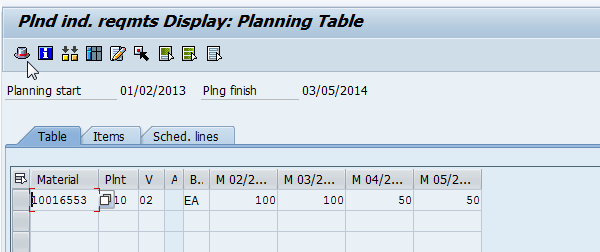 Plnd ind. reqmts Display: Planning Table
Planning start 01/02/2013 Plng finish 03/05/2014
Table Items Sched. lines
Material Plnt V A B.. M 02/2... M 03/2... M 04/2... M 05/2...
10016553 10 02 EA 100 100 50 50